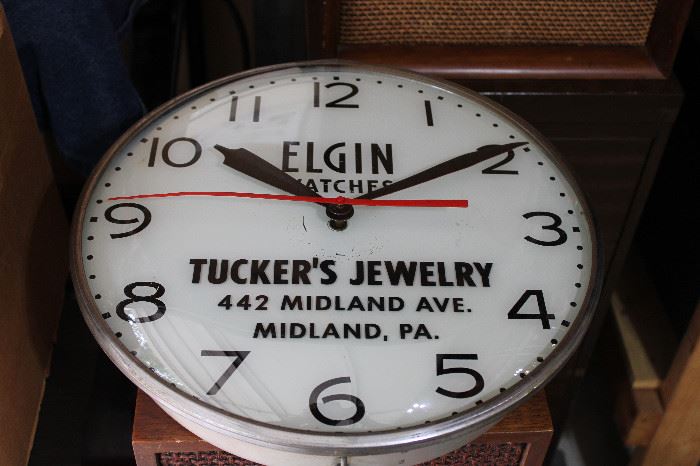 12
11
1
10
2
ELGIN
WATCHES
9
3
TUCKER'S JEWELRY
442 MIDLAND AVE.
MIDLAND, PA.
8
4
7
5
6